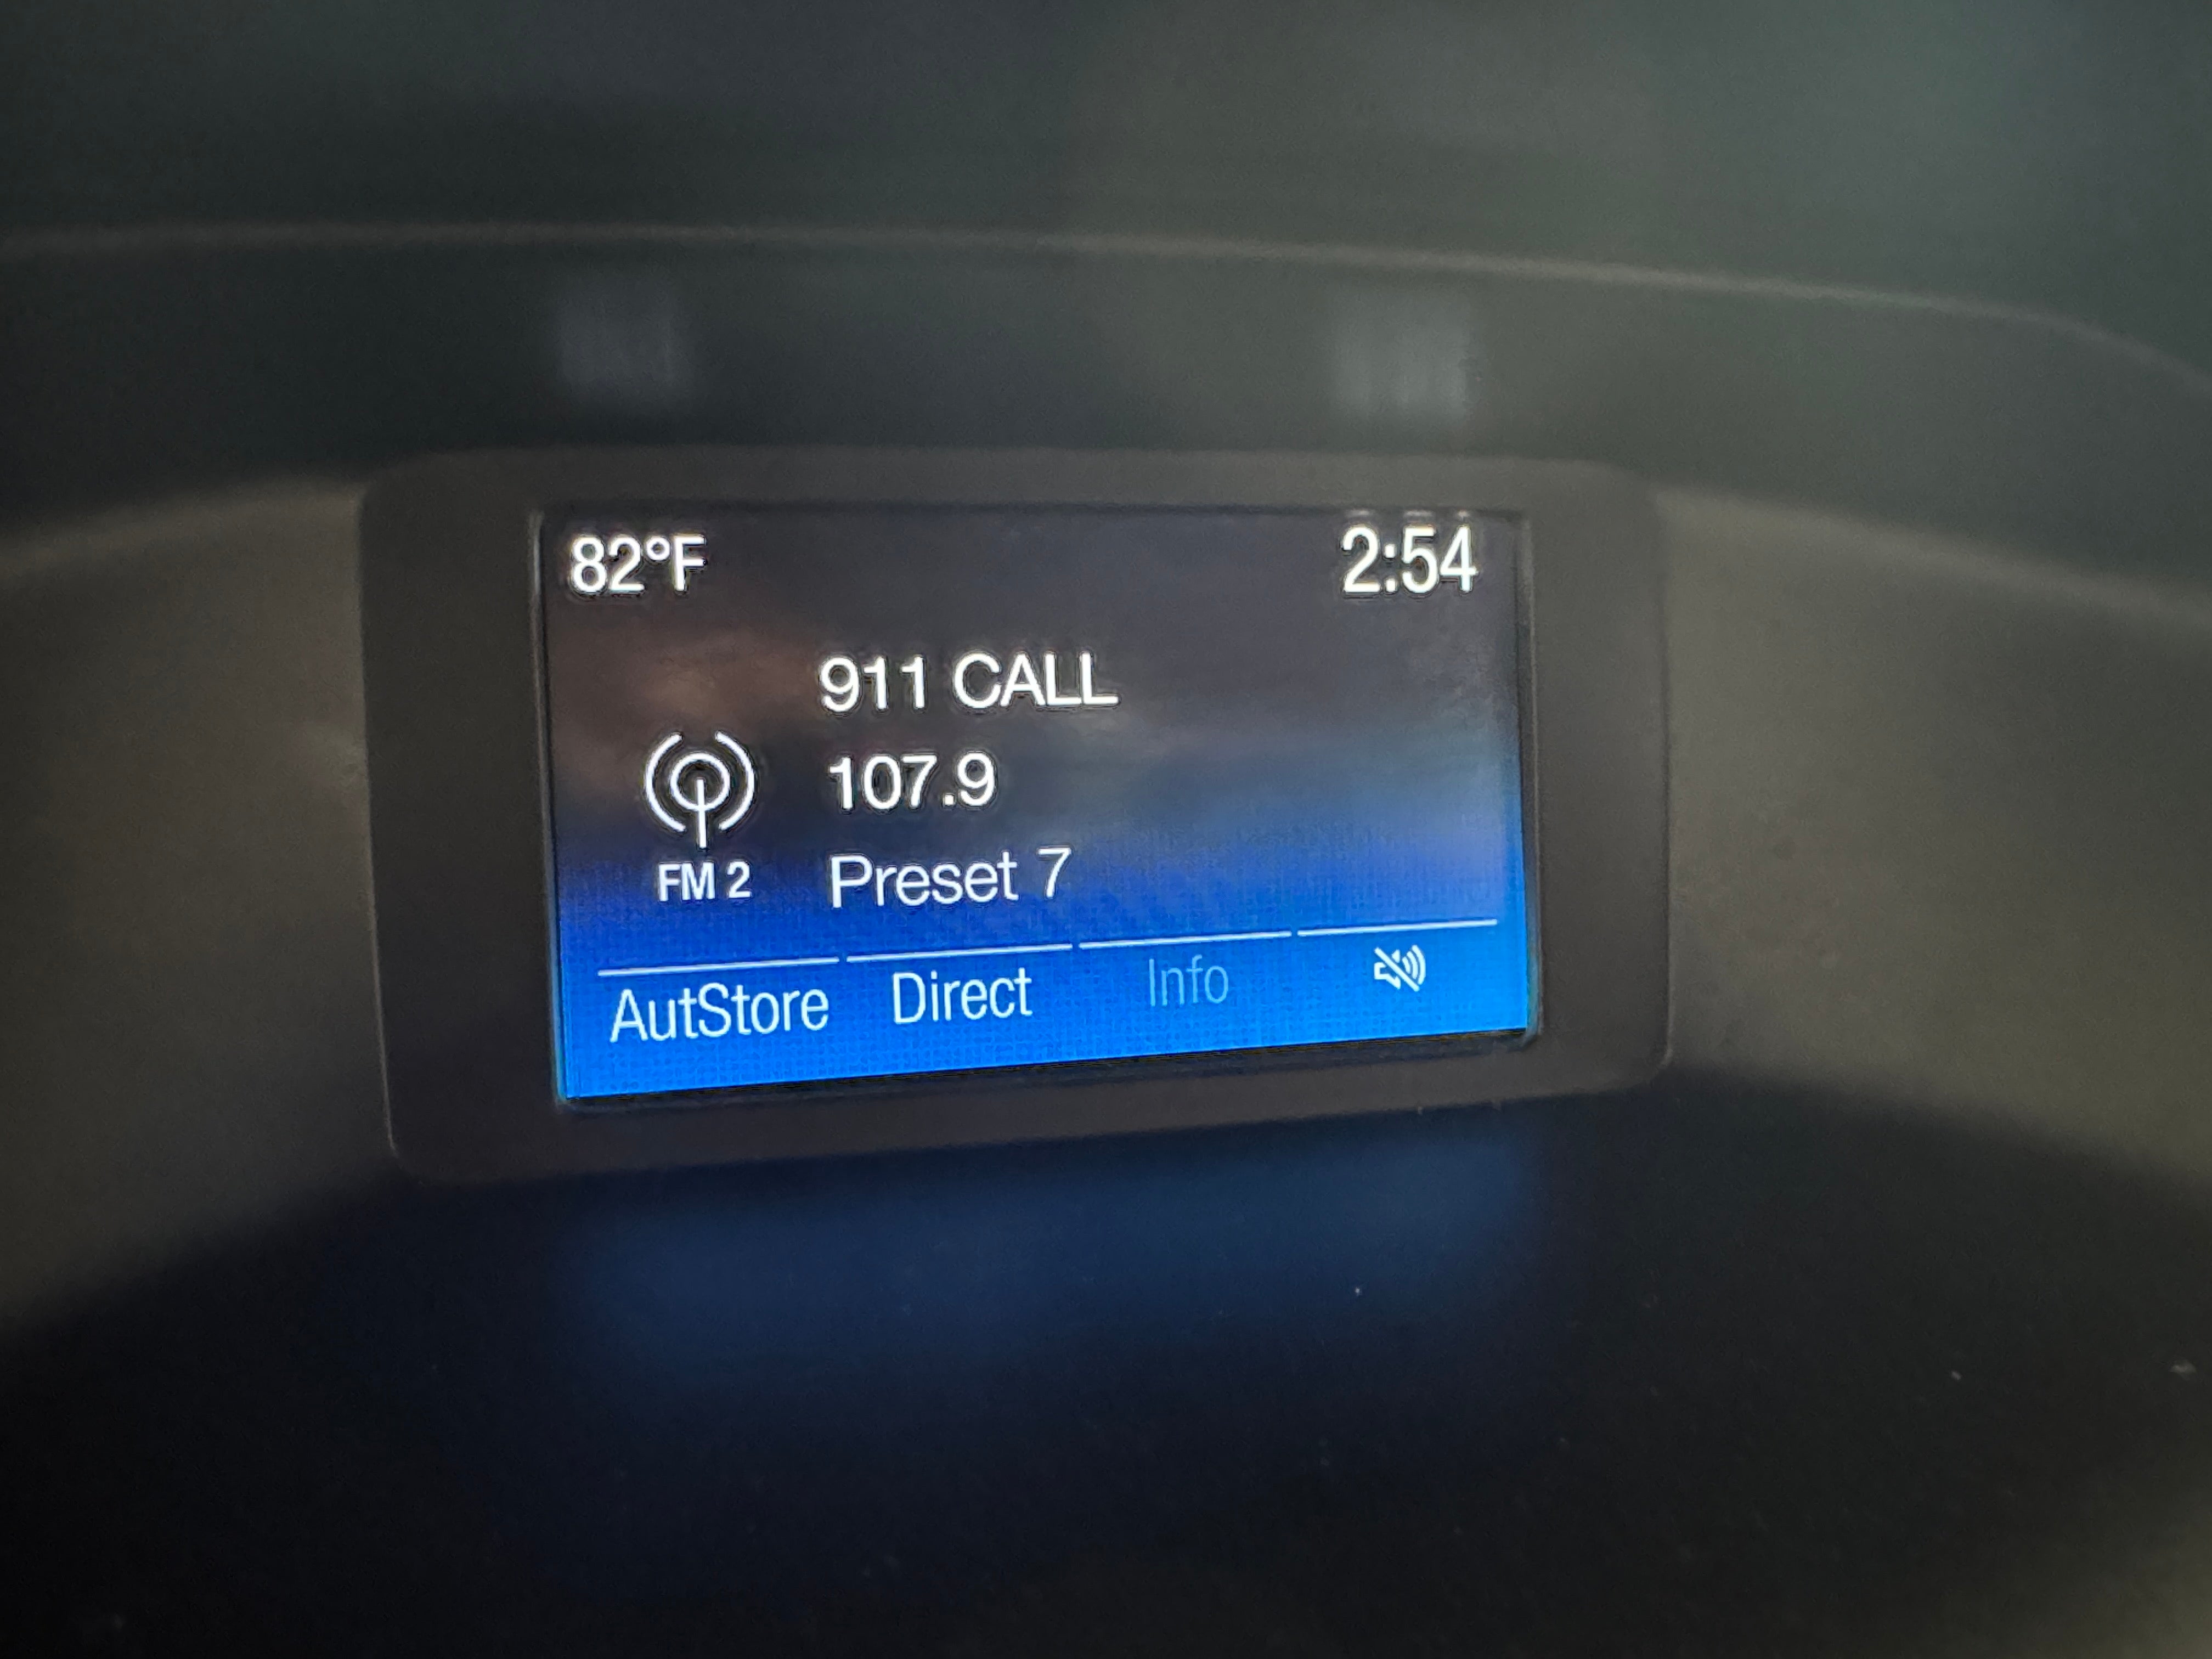 82°F 2:54
911 CALL
107.9
FM 2 Preset 7
AutStore Direct Info